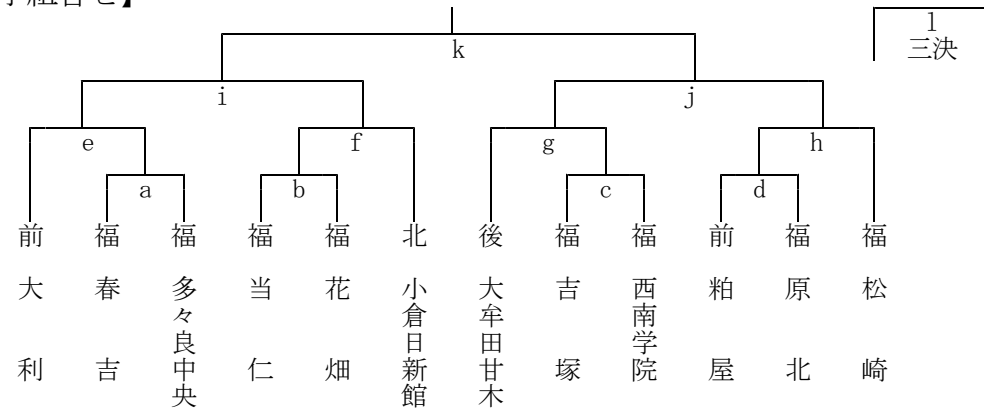 組合せ】
k
l
三決
i
j
e
f
g
h
a
b
c
d
前 福 福 福 福 北 後 福 福 前 福 福
大利
春吉
多々良中央
当仁
花畑
小倉日新館
大牟田甘木
吉塚
西南学院
粕屋
原北
松崎